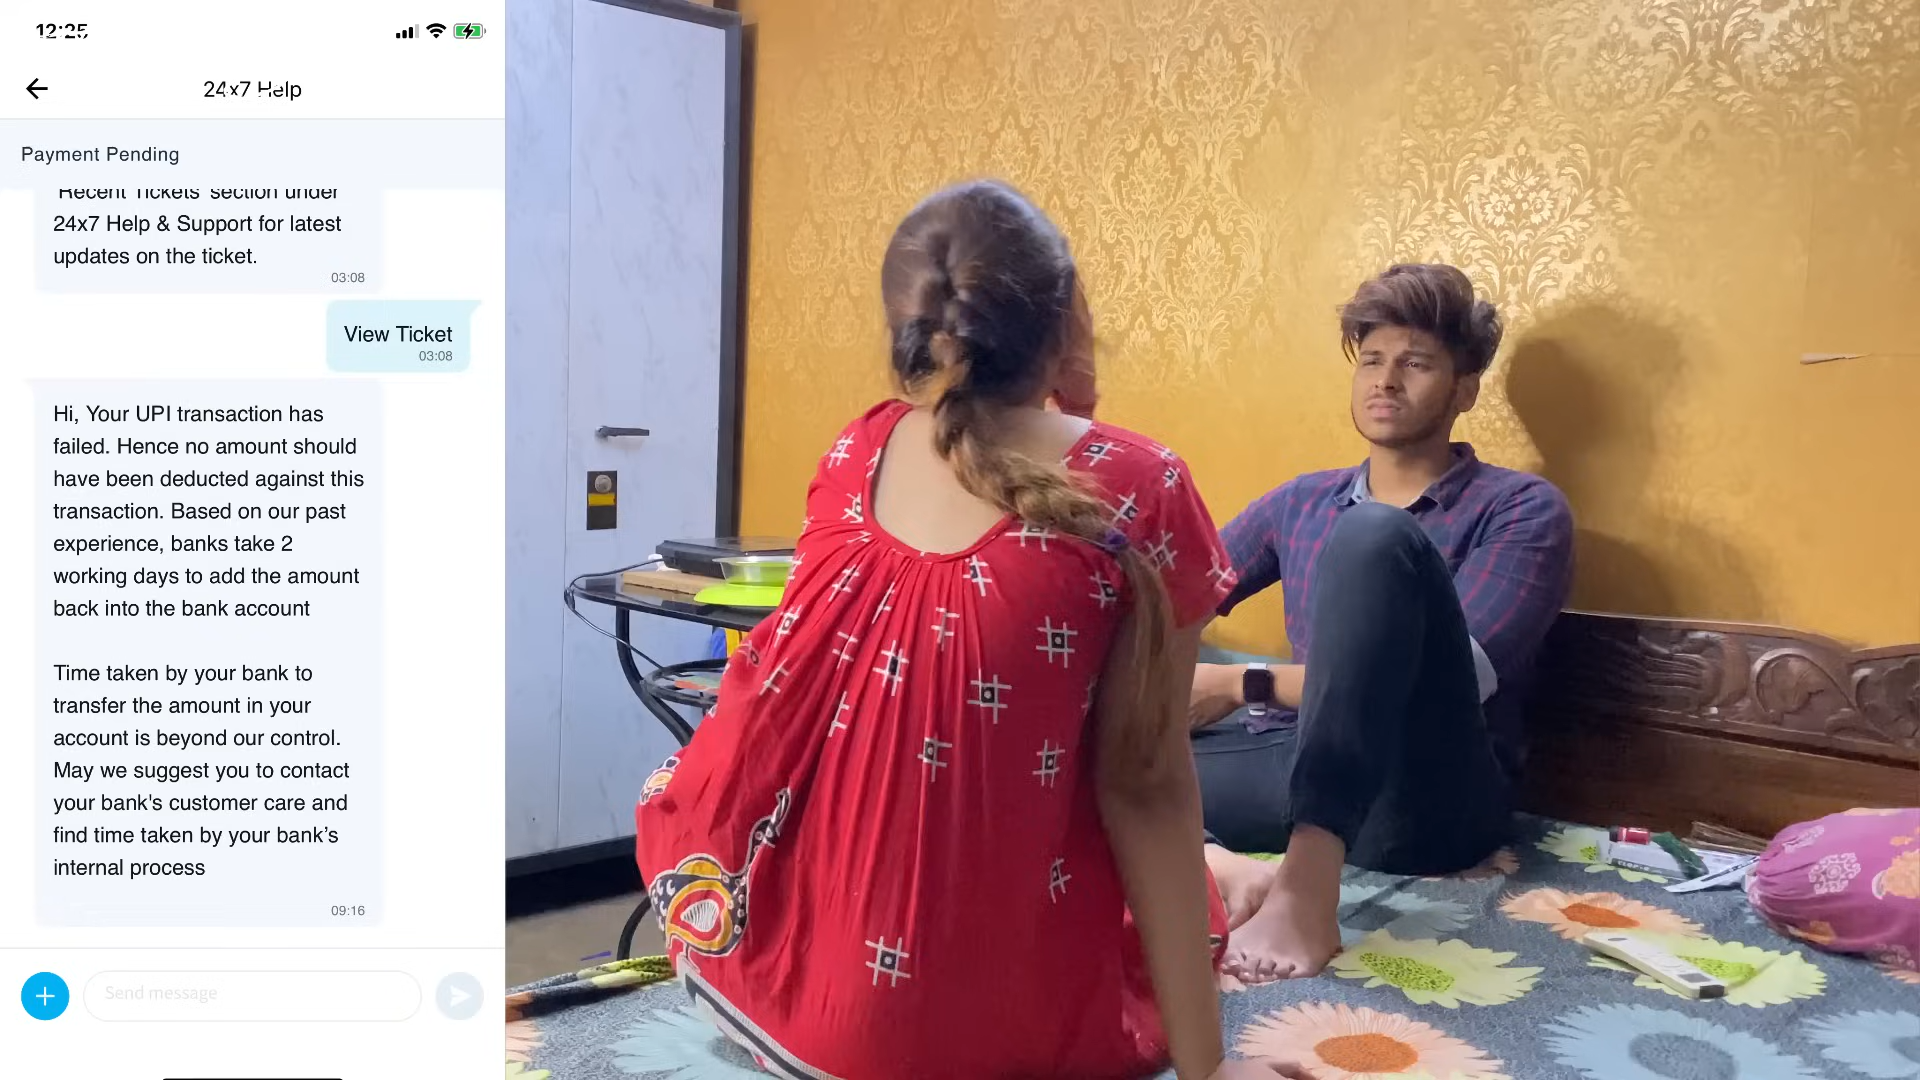 12:25
24x7 Help
Payment Pending
'Recent Tickets' section under
24x7 Help & Support for latest
updates on the ticket.
03:08
View Ticket
03:08
Hi, Your UPI transaction has
failed. Hence no amount should
have been deducted against this
transaction. Based on our past
experience, banks take 2
working days to add the amount
back into the bank account
Time taken by your bank to
transfer the amount in your
account is beyond our control.
May we suggest you to contact
your bank's customer care and
find time taken by your bank’s
internal process
09:16
Send message